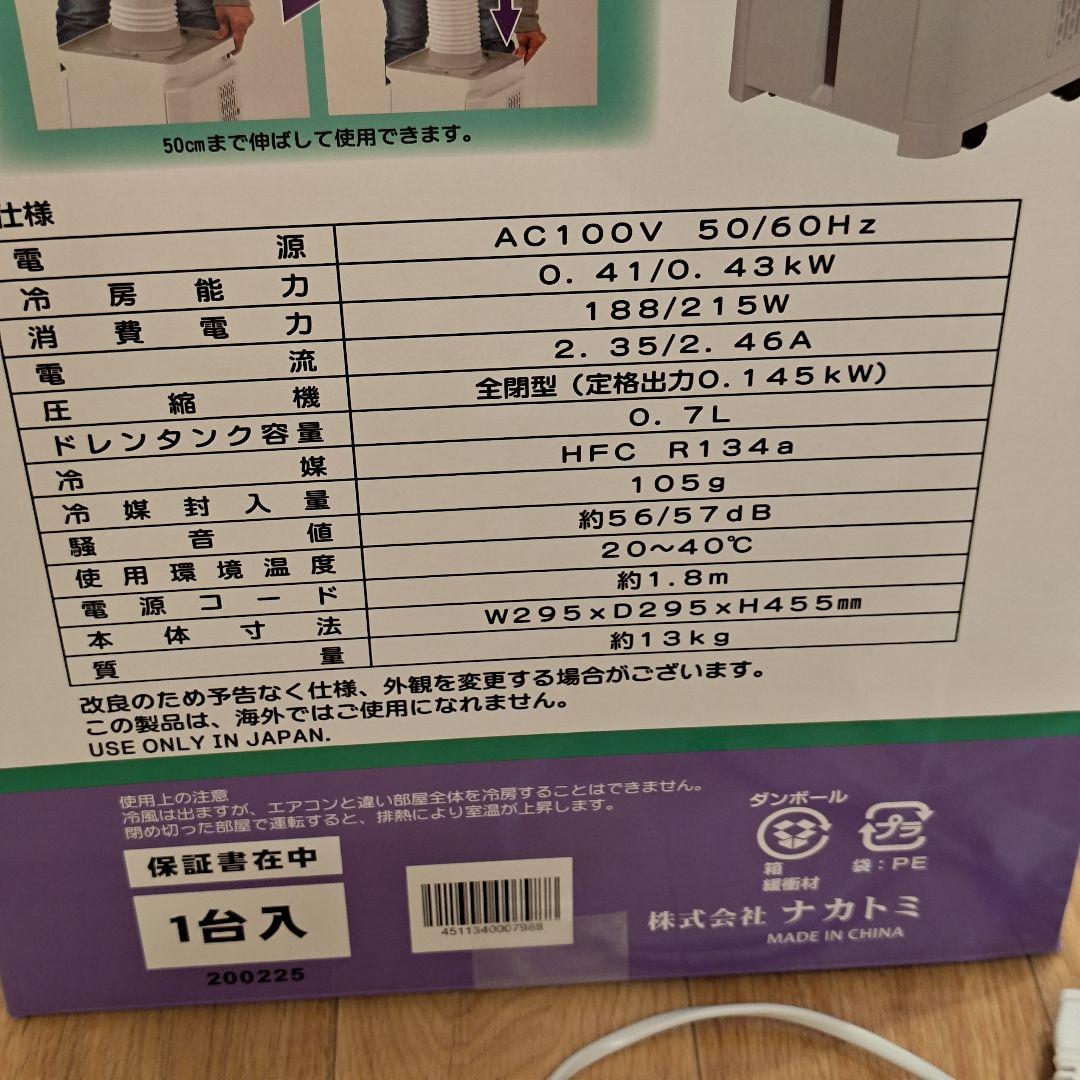 50㎝まで伸ばして使用できます。
仕様
電源 AC100V 50/60Hz
冷房能力 0.41/0.43kW
消費電力 188/215W
電流 2.35/2.46A
圧縮機 全閉型（定格出力0.145kW）
ドレンタンク容量 0.7L
冷媒 HFC R134a
冷媒封入量 105g
騒音値 約56/57dB
使用環境温度 20～40℃
電源コード 約1.8m
本体寸法 W295xD295xH455㎜
質量 約13kg
改良のため予告なく仕様、外観を変更する場合がございます。
この製品は、海外ではご使用になれません。
USE ONLY IN JAPAN.
使用上の注意
冷風は出ますが、エアコンと違い部屋全体を冷房することはできません。
閉め切った部屋で運転すると、排熱により室温が上昇します。
保証書在中
1台入
200225
4511340007988
ダンボール
箱
緩衝材
プラ
袋：PE
株式会社 ナカトミ
MADE IN CHINA